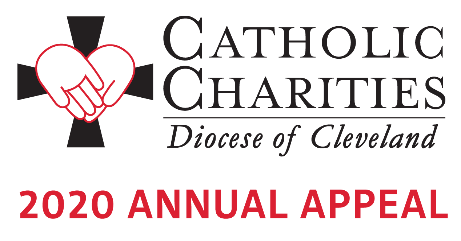 CATHOLIC
CHARITIES
Diocese of Cleveland
2020 ANNUAL APPEAL